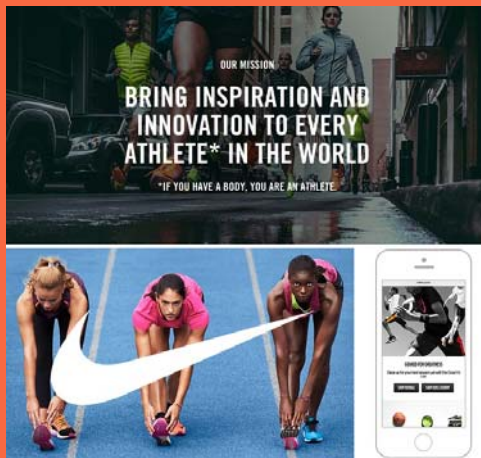 OUR MISSION
BRING INSPIRATION AND
INNOVATION TO EVERY
ATHLETE* IN THE WORLD
*IF YOU HAVE A BODY, YOU ARE AN ATHLETE